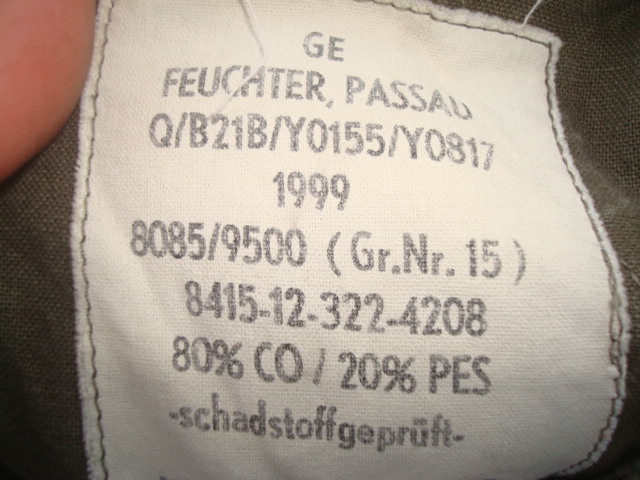 GE
FEUCHTER, PASSAU
Q/B21B/Y0155/Y0817
1999
8085/9500 (Gr.Nr. 15)
8415-12-322-4208
80% CO / 20% PES
-schadstoffgeprüft-